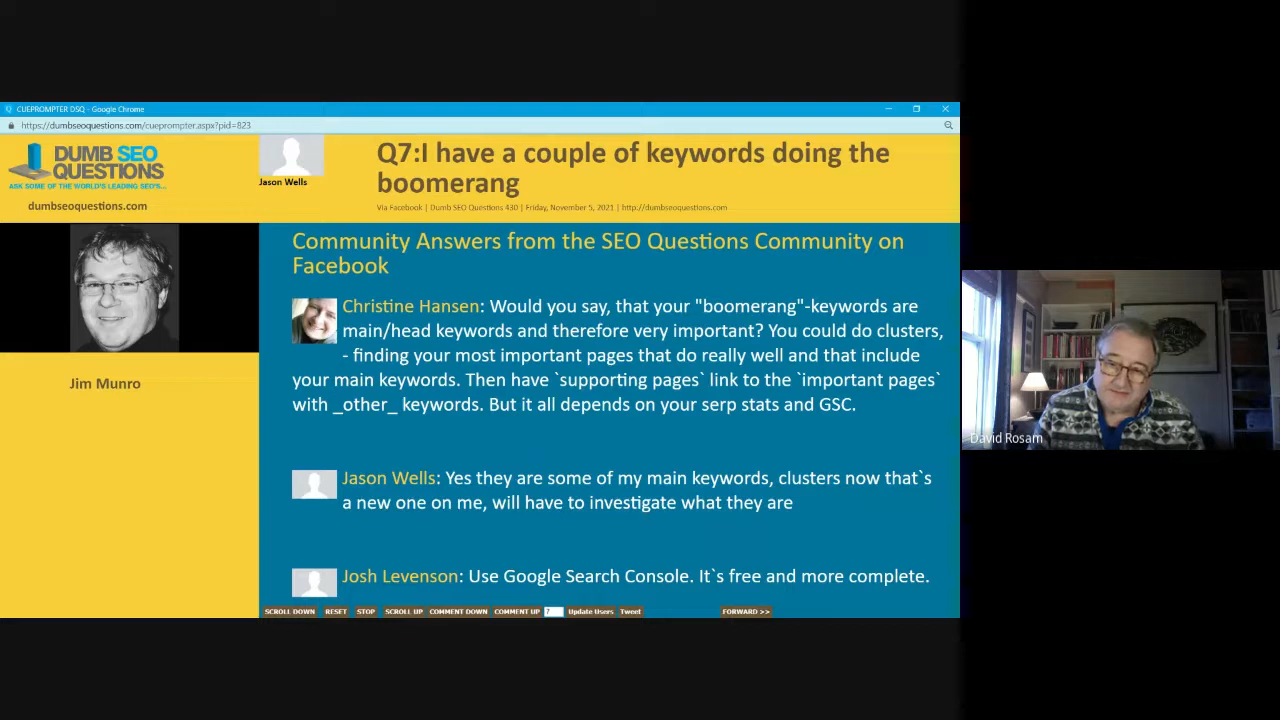 CUEPROMPTER DSQ - Google Chrome
https://dumbseoquestions.com/cueprompter.aspx?pid=823
DUMB SEO
QUESTIONS
ASK SOME OF THE WORLD'S LEADING SEO'S...
dumbseoquestions.com
Jason Wells
Q7:I have a couple of keywords doing the
boomerang
Via Facebook | Dumb SEO Questions 430 | Friday, November 5, 2021 | http://dumbseoquestions.com
Jim Munro
Community Answers from the SEO Questions Community on
Facebook
Christine Hansen: Would you say, that your "boomerang"-keywords are
main/head keywords and therefore very important? You could do clusters,
- finding your most important pages that do really well and that include
your main keywords. Then have `supporting pages` link to the `important pages`
with _other_ keywords. But it all depends on your serp stats and GSC.
Jason Wells: Yes they are some of my main keywords, clusters now that`s
a new one on me, will have to investigate what they are
Josh Levenson: Use Google Search Console. It`s free and more complete.
SCROLL DOWN RESET STOP SCROLL UP COMMENT DOWN COMMENT UP 7 Update Users Tweet FORWARD >>
David Rosam